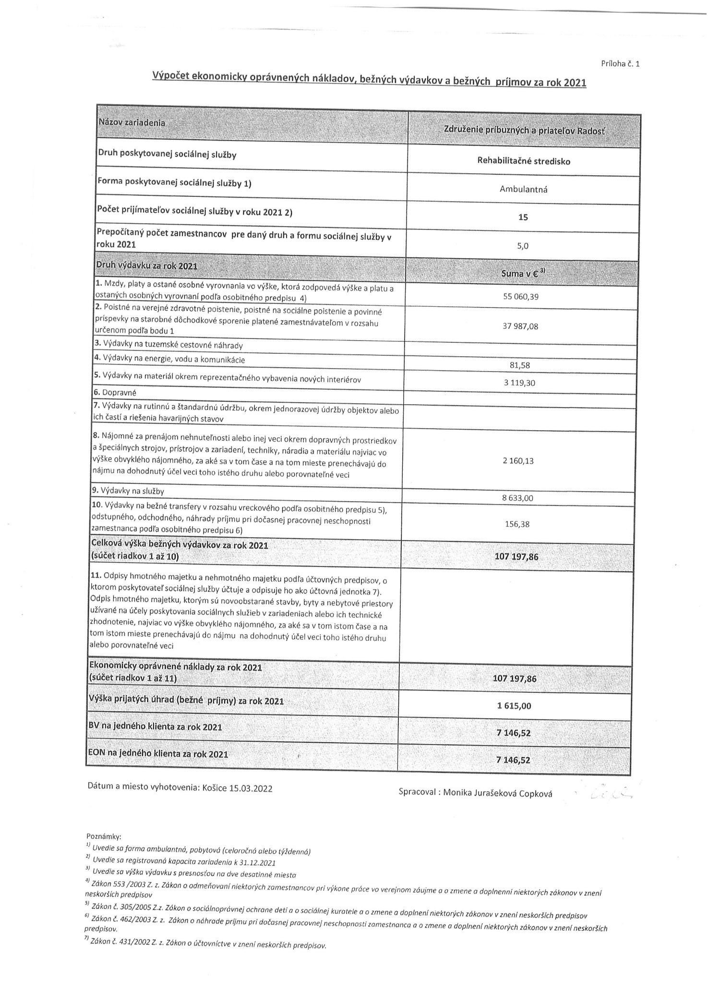 Príloha č. 1
Výpočet ekonomicky oprávnených nákladov, bežných výdavkov a bežných príjmov za rok 2021
Názov zariadenia
Združenie príbuzných a priateľov Radosť
Druh poskytovanej sociálnej služby
Rehabilitačné stredisko
Forma poskytovanej sociálnej služby 1)
Ambulantná
Počet prijímateľov sociálnej služby v roku 2021 2)
15
Prepočítaný počet zamestnancov pre daný druh a formu sociálnej služby v
roku 2021
5,0
Druh výdavku za rok 2021
Suma v € 3)
1. Mzdy, platy a ostané osobné vyrovnania vo výške, ktorá zodpovedá výške a platu a
ostaných osobných vyrovnaní podľa osobitného predpisu 4)
55 060,39
2. Poistné na verejné zdravotné poistenie, poistné na sociálne poistenie a povinné
príspevky na starobné dôchodkové sporenie platené zamestnávateľom v rozsahu
určenom podľa bodu 1
37 987,08
3. Výdavky na tuzemské cestovné náhrady
4. Výdavky na energie, vodu a komunikácie
81,58
5. Výdavky na materiál okrem reprezentačného vybavenia nových interiérov
3 119,30
6. Dopravné
7. Výdavky na rutinnú a štandardnú údržbu, okrem jednorazovej údržby objektov alebo
ich častí a riešenia havarijných stavov
8. Nájomné za prenájom nehnuteľnosti alebo inej veci okrem dopravných prostriedkov
a špeciálnych strojov, prístrojov a zariadení, techniky, náradia a materiálu najviac vo
výške obvyklého nájomného, za aké sa v tom čase a na tom mieste prenechávajú do
nájmu na dohodnutý účel veci toho istého druhu alebo porovnateľné veci
2 160,13
9. Výdavky na služby
8 633,00
10. Výdavky na bežné transfery v rozsahu vreckového podľa osobitného predpisu 5),
odstupného, odchodného, náhrady príjmu pri dočasnej pracovnej neschopnosti
zamestnanca podľa osobitného predpisu 6)
156,38
Celková výška bežných výdavkov za rok 2021
(súčet riadkov 1 až 10)
107 197,86
11. Odpisy hmotného majetku a nehmotného majetku podľa účtovných predpisov, o
ktorom poskytovateľ sociálnej služby účtuje a odpisuje ho ako účtovná jednotka 7).
Odpis hmotného majetku, ktorým sú novoobstarané stavby, byty a nebytové priestory
užívané na účely poskytovania sociálnych služieb v zariadeniach alebo ich technické
zhodnotenie, najviac vo výške obvyklého nájomného, za aké sa v tom istom čase a na
tom istom mieste prenechávajú do nájmu na dohodnutý účel veci toho istého druhu
alebo porovnateľné veci
Ekonomicky oprávnené náklady za rok 2021
(súčet riadkov 1 až 11)
107 197,86
Výška prijatých úhrad (bežné príjmy) za rok 2021
1 615,00
BV na jedného klienta za rok 2021
7 146,52
EON na jedného klienta za rok 2021
7 146,52
Dátum a miesto vyhotovenia: Košice 15.03.2022
Spracoval : Monika Jurašeková Copková
Poznámky:
1) Uvedie sa forma ambulantná, pobytová (celoročná alebo týždenná)
2) Uvedie sa registrovaná kapacita zariadenia k 31.12.2021
3) Uvedie sa výška výdavku s presnosťou na dve desatinné miesta
4) Zákon 553 /2003 Z. z. Zákon o odmeňovaní niektorých zamestnancov pri výkone práce vo verejnom záujme a o zmene a doplnenní niektorých zákonov v znení
neskorších predpisov
5) Zákon č. 305/2005 Z.z. Zákon o sociálnoprávnej ochrane detí a o sociálnej kuratele a o zmene a doplnení niektorých zákonov v znení neskorších predpisov
6) Zákon č. 462/2003 Z. z. Zákon o náhrade príjmu pri dočasnej pracovnej neschopnosti zamestnanca a o zmene a doplnení niektorých zákonov v znení neskorších
predpisov.
7) Zákon č. 431/2002 Z. z. Zákon o účtovníctve v znení neskorších predpisov.